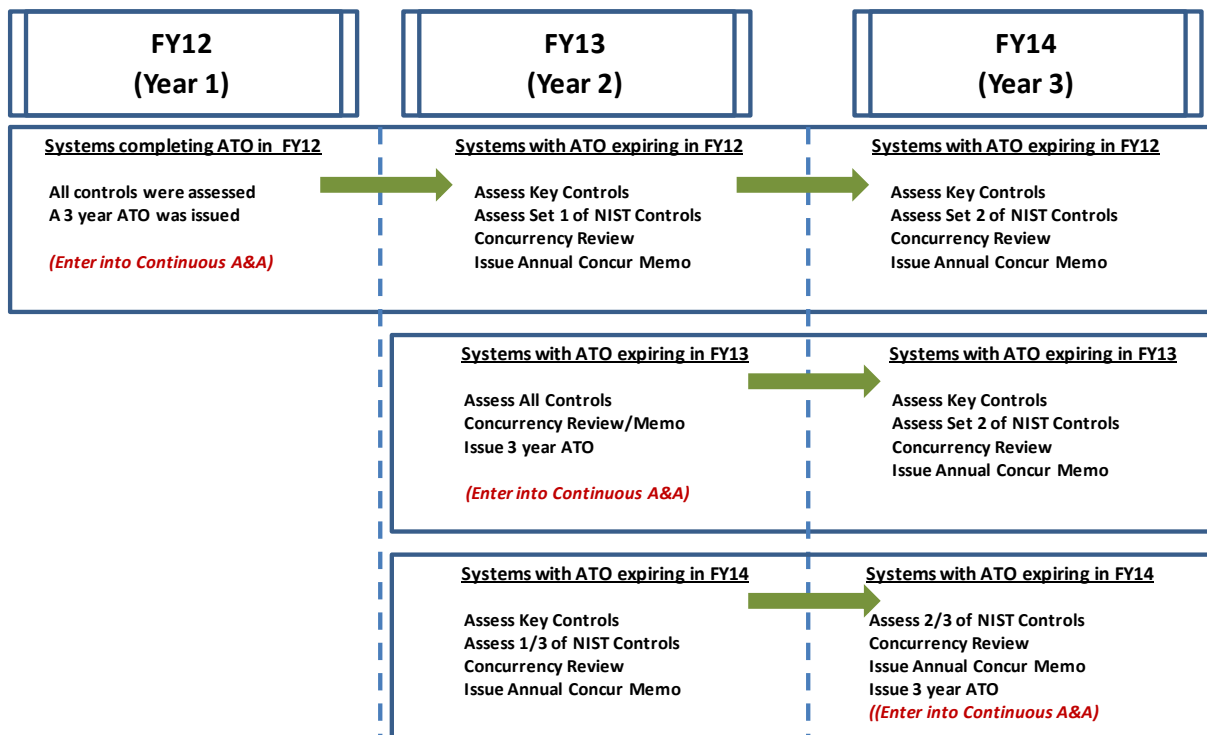 FY12
(Year 1)
FY13
(Year 2)
FY14
(Year 3)
Systems completing ATO in FY12
All controls were assessed
A 3 year ATO was issued
(Enter into Continuous A&A)
Systems with ATO expiring in FY12
Assess Key Controls
Assess Set 1 of NIST Controls
Concurrency Review
Issue Annual Concur Memo
Systems with ATO expiring in FY12
Assess Key Controls
Assess Set 2 of NIST Controls
Concurrency Review
Issue Annual Concur Memo
Systems with ATO expiring in FY13
Assess All Controls
Concurrency Review/Memo
Issue 3 year ATO
(Enter into Continuous A&A)
Systems with ATO expiring in FY13
Assess Key Controls
Assess Set 2 of NIST Controls
Concurrency Review
Issue Annual Concur Memo
Systems with ATO expiring in FY14
Assess Key Controls
Assess 1/3 of NIST Controls
Concurrency Review
Issue Annual Concur Memo
Systems with ATO expiring in FY14
Assess 2/3 of NIST Controls
Concurrency Review
Issue Annual Concur Memo
Issue 3 year ATO
((Enter into Continuous A&A)